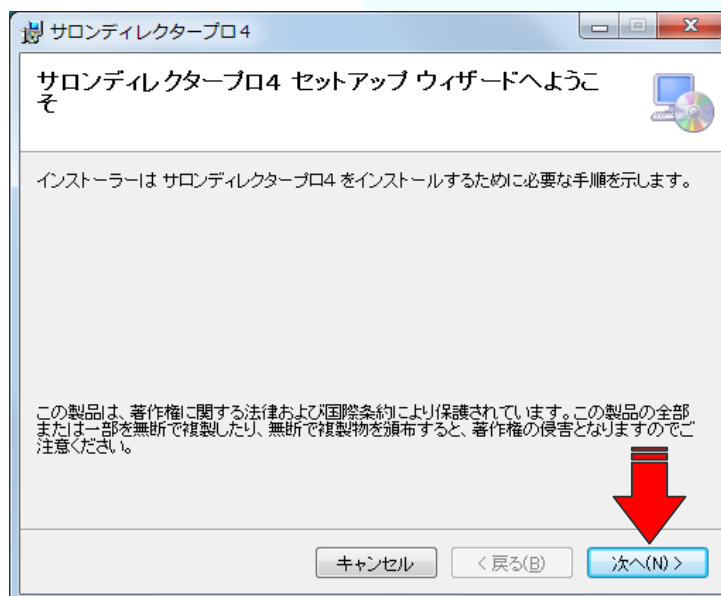 サロンディレクタープロ4
サロンディレクタープロ4 セットアップ ウィザードへようこ
そ
インストーラーは サロンディレクタープロ4 をインストールするために必要な手順を示します。
この製品は、著作権に関する法律および国際条約により保護されています。この製品の全部
または一部を無断で複製したり、無断で複製物を頒布すると、著作権の侵害となりますのでご
注意ください。
キャンセル
< 戻る(B)
次へ(N) >